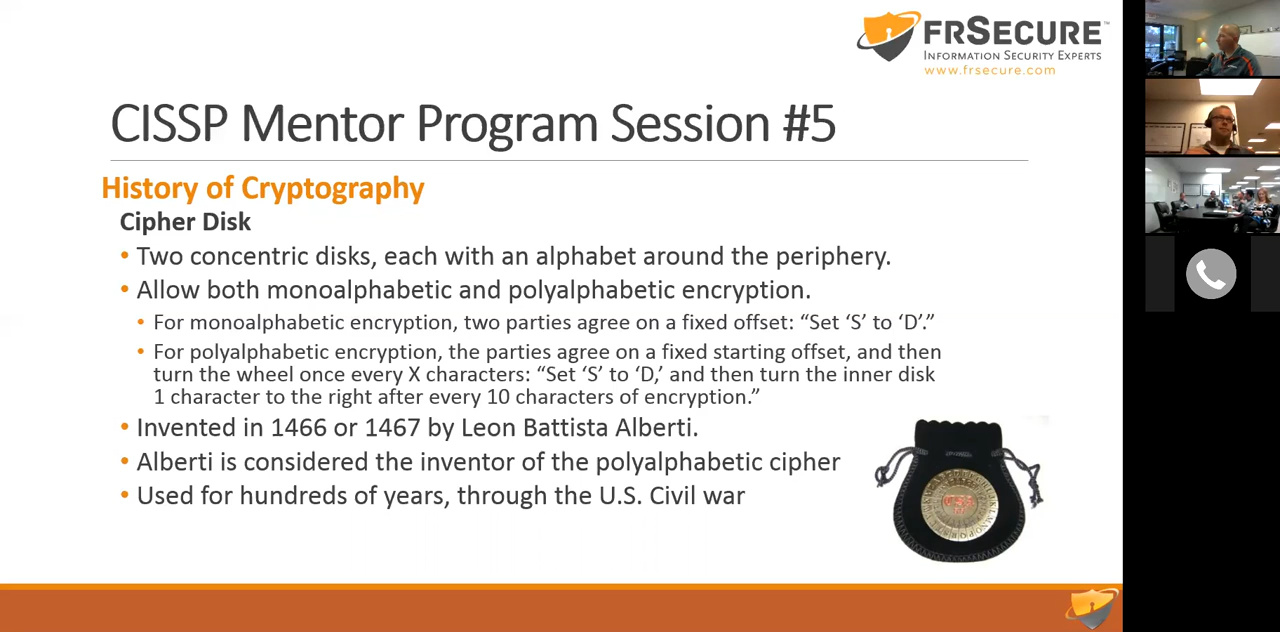 FRSECURE™
INFORMATION SECURITY EXPERTS
www.frsecure.com
CISSP Mentor Program Session #5
History of Cryptography
Cipher Disk
• Two concentric disks, each with an alphabet around the periphery.
• Allow both monoalphabetic and polyalphabetic encryption.
• For monoalphabetic encryption, two parties agree on a fixed offset: “Set ‘S’ to ‘D’.”
• For polyalphabetic encryption, the parties agree on a fixed starting offset, and then
turn the wheel once every X characters: “Set ‘S’ to ‘D,’ and then turn the inner disk
1 character to the right after every 10 characters of encryption.”
• Invented in 1466 or 1467 by Leon Battista Alberti.
• Alberti is considered the inventor of the polyalphabetic cipher
• Used for hundreds of years, through the U.S. Civil war